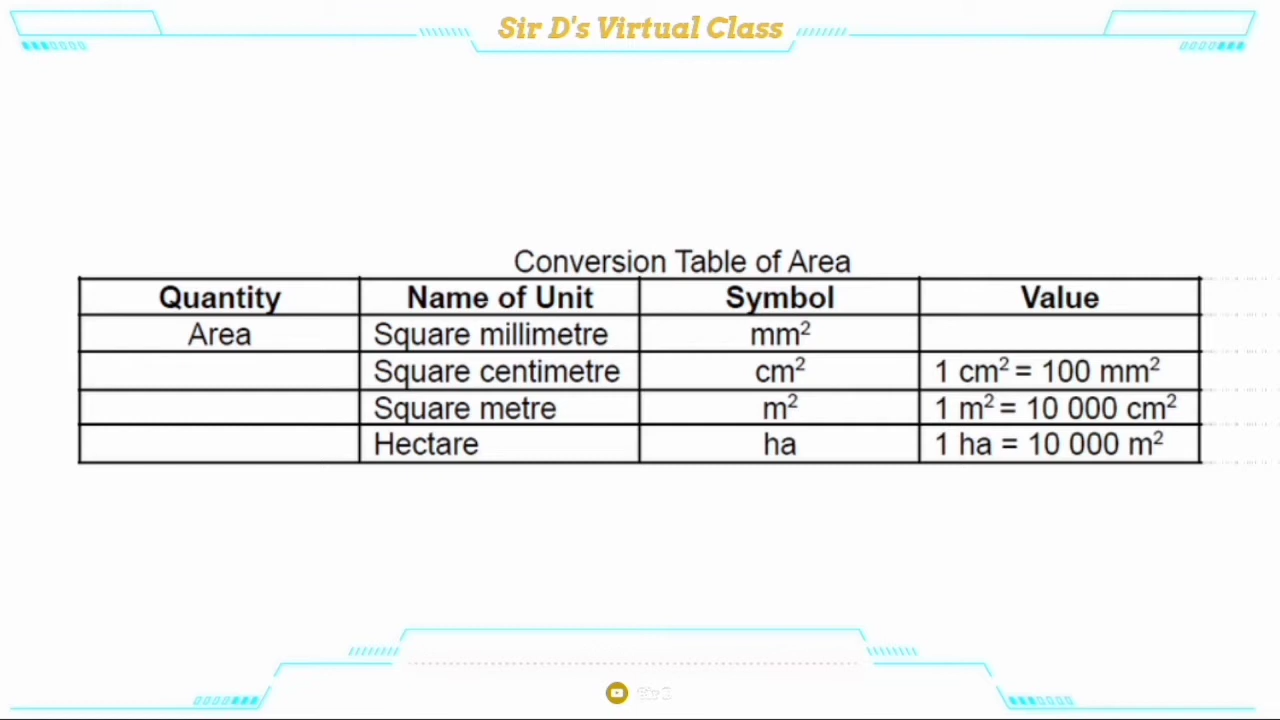 Sir D's Virtual Class
Conversion Table of Area
Quantity Name of Unit Symbol Value
Area Square millimetre mm²
Square centimetre cm² 1 cm² = 100 mm²
Square metre m² 1 m² = 10 000 cm²
Hectare ha 1 ha = 10 000 m²